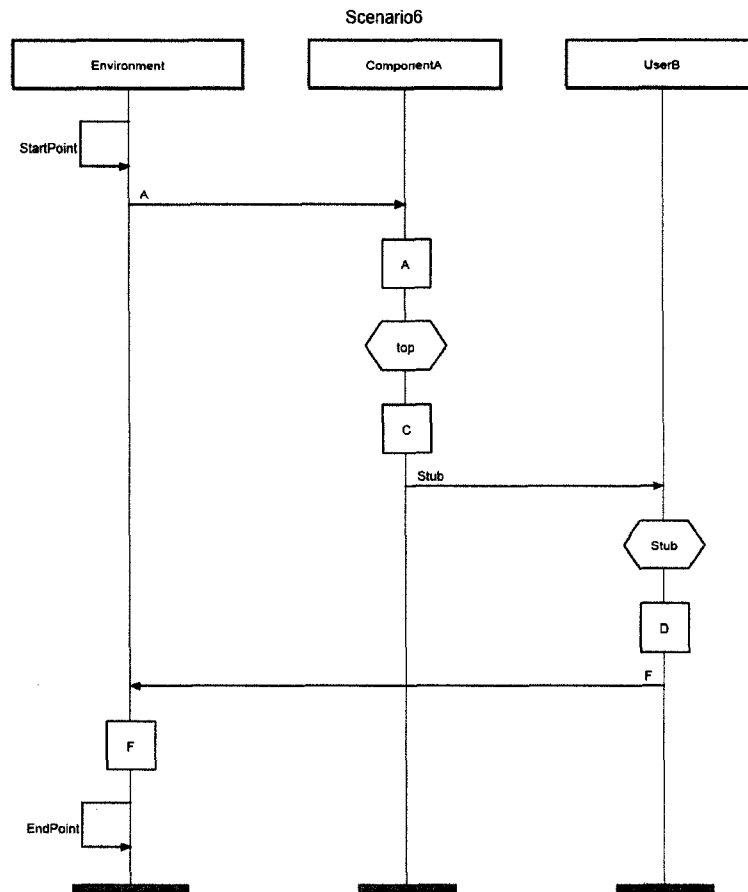 Scenario6
Environment
ComponentA
UserB
StartPoint
A
A
top
C
Stub
Stub
D
F
F
EndPoint